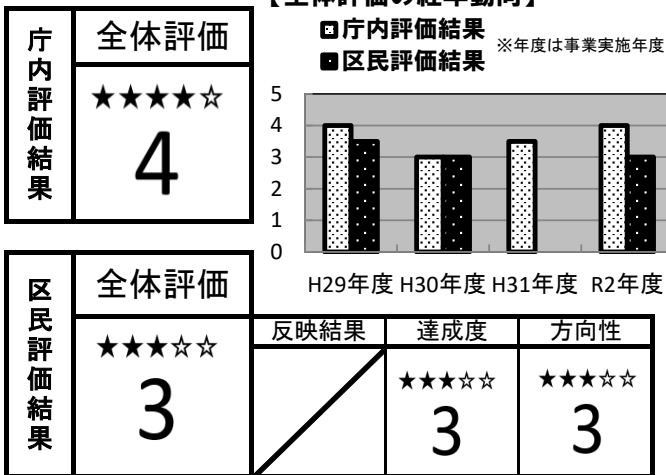 【全体評価の経年動向】
庁内評価結果
区民評価結果
※年度は事業実施年度
庁内評価結果
全体評価
★★★★☆
4
5
4
3
2
1
0
H29年度 H30年度 H31年度 R2年度
区民評価結果
全体評価
★★★☆☆
3
反映結果 達成度 方向性
★★★☆☆ ★★★☆☆
3 3